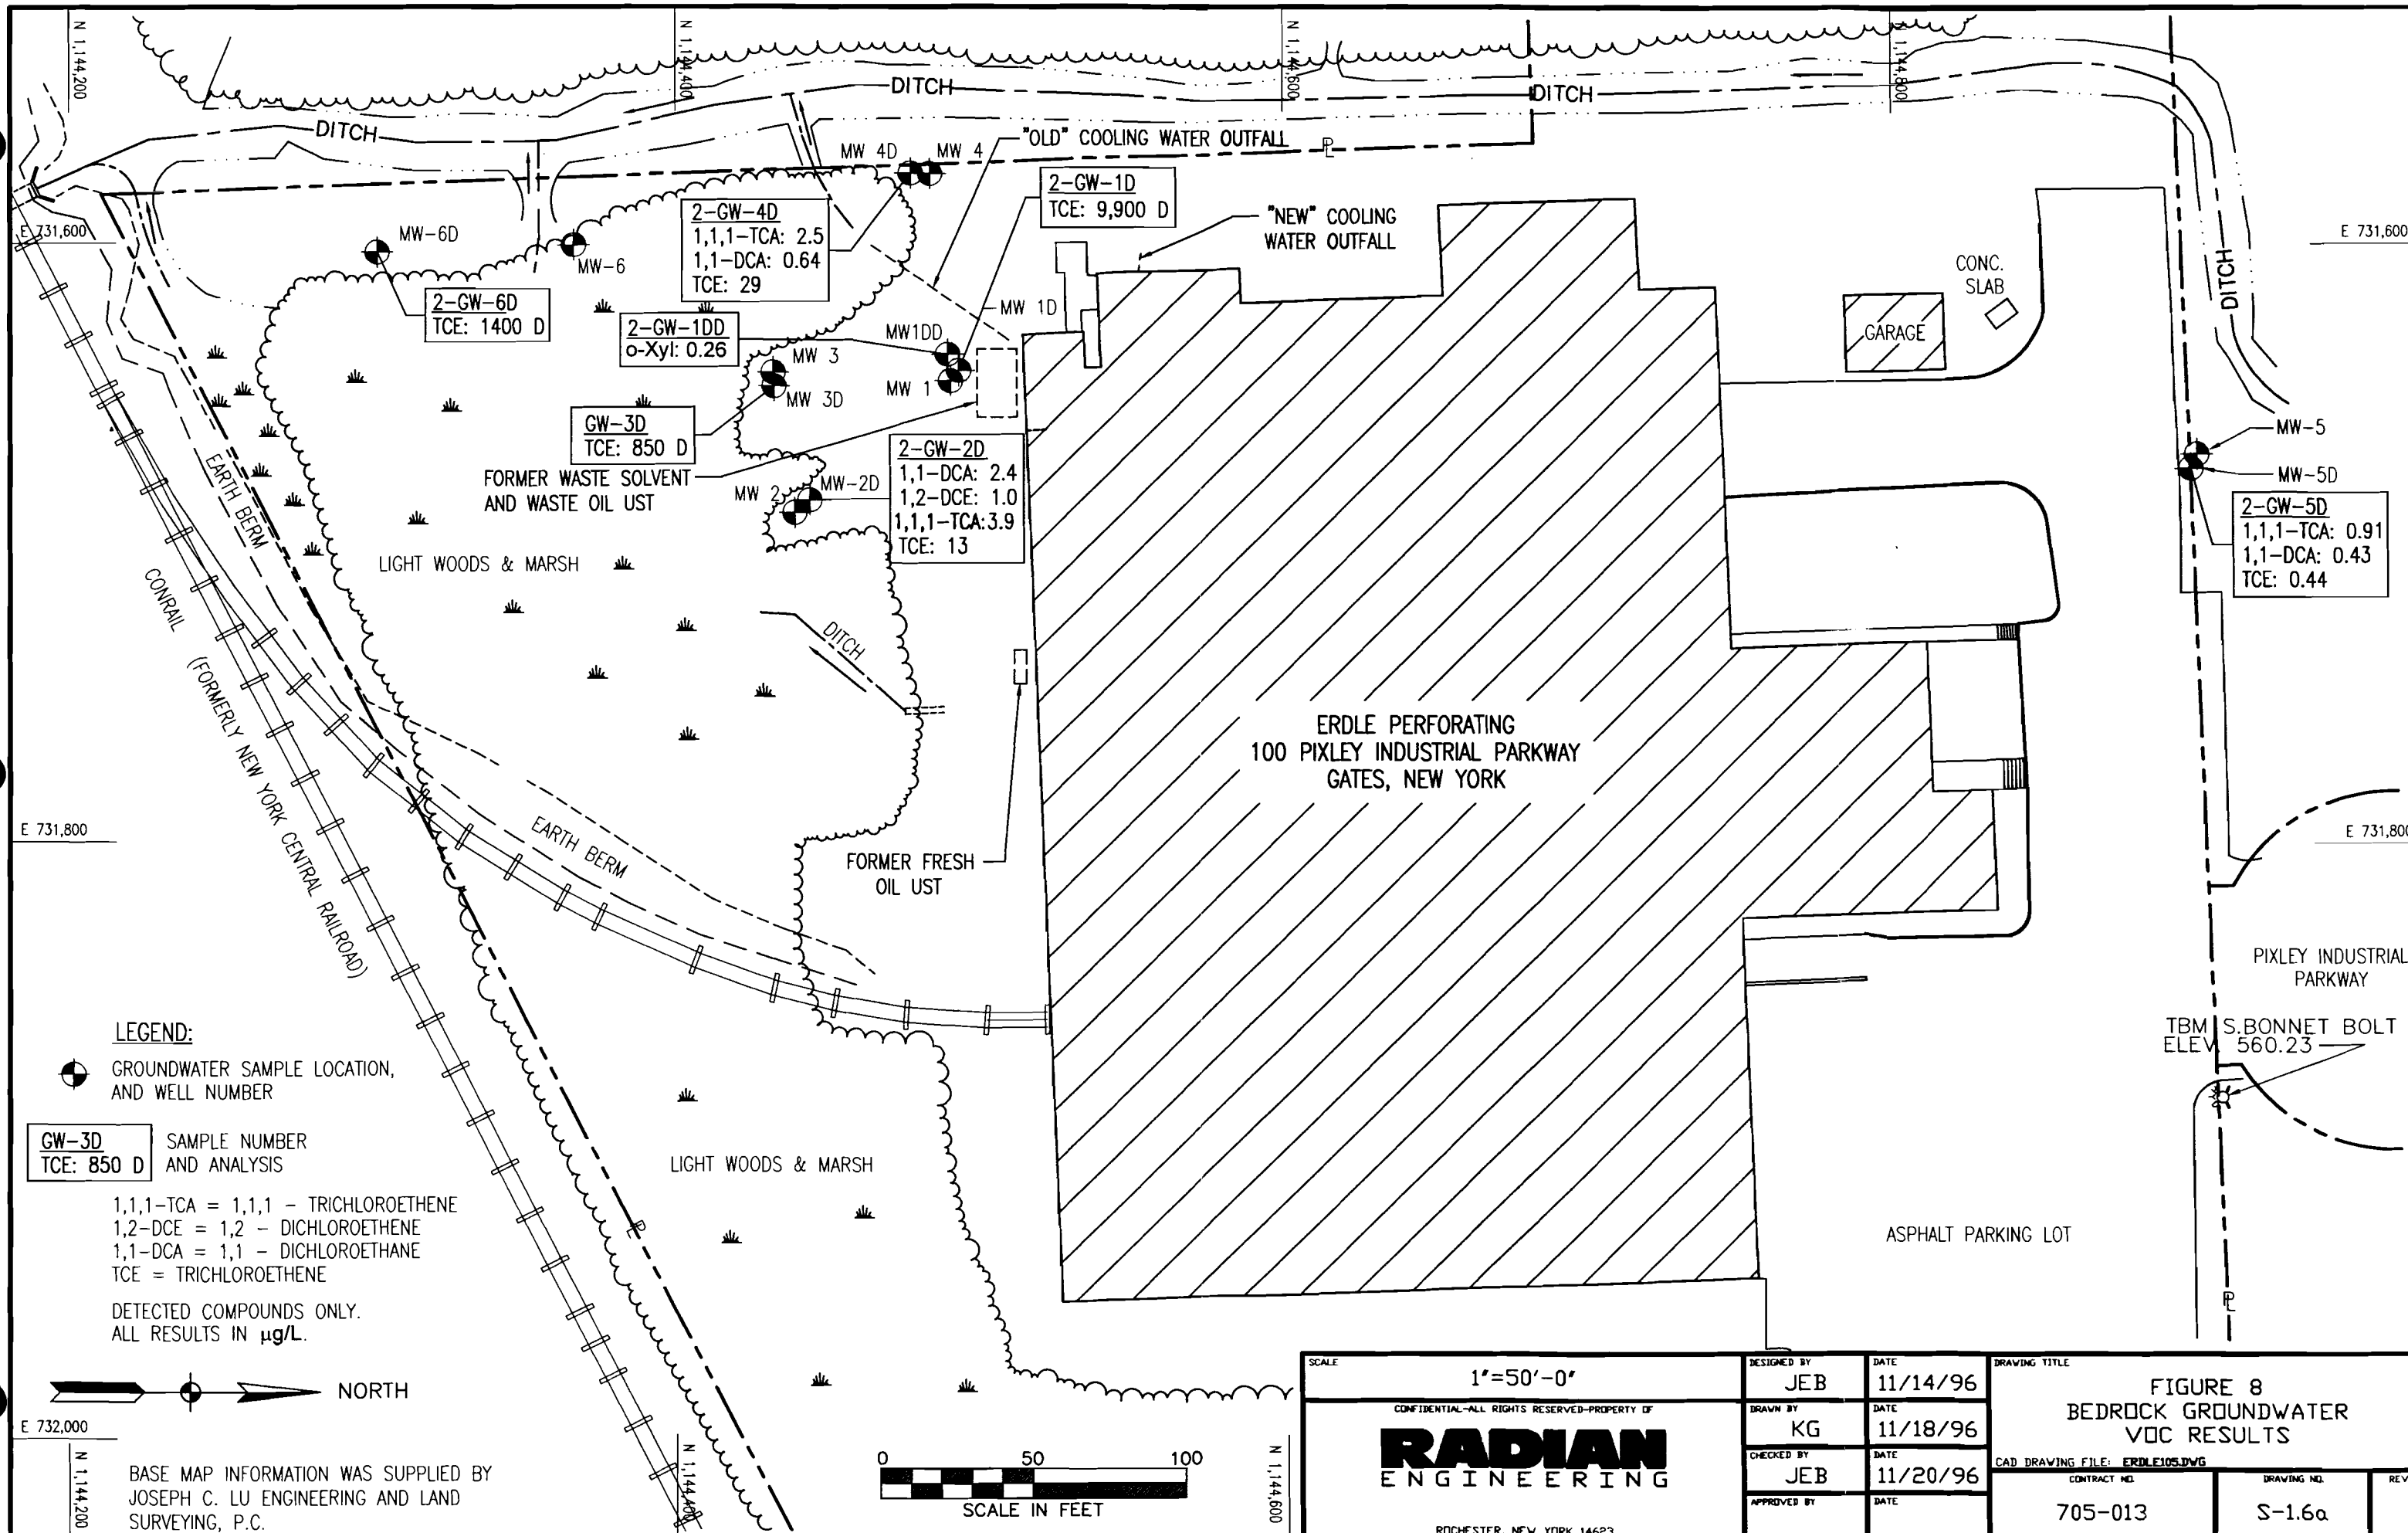 N 1,144,200
N 1,144,400
N 1,144,600
N 1,144,800
DITCH
DITCH
DITCH
DITCH
E 731,600
E 731,600
MW 4D
MW 4
"OLD" COOLING WATER OUTFALL
PL
2-GW-1D
TCE: 9,900 D
"NEW" COOLING
WATER OUTFALL
2-GW-4D
1,1,1-TCA: 2.5
1,1-DCA: 0.64
TCE: 29
MW-6D
MW-6
2-GW-6D
TCE: 1400 D
2-GW-1DD
o-Xyl: 0.26
MW 1D
MW1DD
MW 1
MW 3
MW 3D
GW-3D
TCE: 850 D
CONC.
SLAB
GARAGE
FORMER WASTE SOLVENT
AND WASTE OIL UST
MW 2
MW-2D
2-GW-2D
1,1-DCA: 2.4
1,2-DCE: 1.0
1,1,1-TCA:3.9
TCE: 13
MW-5
MW-5D
2-GW-5D
1,1,1-TCA: 0.91
1,1-DCA: 0.43
TCE: 0.44
EARTH BERM
LIGHT WOODS & MARSH
CONRAIL
(FORMERLY NEW YORK CENTRAL RAILROAD)
DITCH
ERDLE PERFORATING
100 PIXLEY INDUSTRIAL PARKWAY
GATES, NEW YORK
E 731,800
E 731,800
EARTH BERM
FORMER FRESH
OIL UST
PIXLEY INDUSTRIAL
PARKWAY
TBM S.BONNET BOLT
ELEV. 560.23
LEGEND:
GROUNDWATER SAMPLE LOCATION,
AND WELL NUMBER
GW-3D
TCE: 850 D
SAMPLE NUMBER
AND ANALYSIS
1,1,1-TCA = 1,1,1 - TRICHLOROETHENE
1,2-DCE = 1,2 - DICHLOROETHENE
1,1-DCA = 1,1 - DICHLOROETHANE
TCE = TRICHLOROETHENE
DETECTED COMPOUNDS ONLY.
ALL RESULTS IN µg/L.
LIGHT WOODS & MARSH
PL
ASPHALT PARKING LOT
PL
NORTH
E 732,000
N 1,144,200
N 1,144,400
N 1,144,600
BASE MAP INFORMATION WAS SUPPLIED BY
JOSEPH C. LU ENGINEERING AND LAND
SURVEYING, P.C.
0 50 100
SCALE IN FEET
SCALE
1"=50'-0"
CONFIDENTIAL-ALL RIGHTS RESERVED-PROPERTY OF
RADIAN
ENGINEERING
ROCHESTER, NEW YORK 14623
DESIGNED BY
JEB
DATE
11/14/96
DRAWN BY
KG
DATE
11/18/96
CHECKED BY
JEB
DATE
11/20/96
APPROVED BY
DATE
DRAWING TITLE
FIGURE 8
BEDROCK GROUNDWATER
VOC RESULTS
CAD DRAWING FILE: ERDLE105.DWG
CONTRACT NO.
705-013
DRAWING NO.
S-1.6a
REV